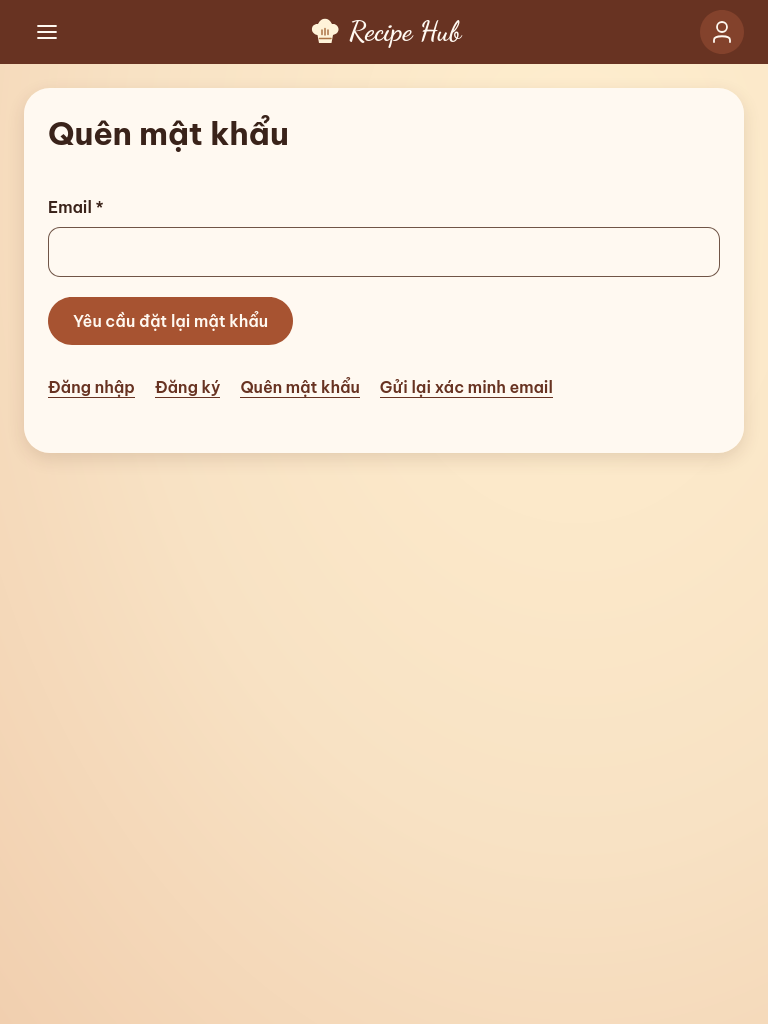 Recipe Hub
Quên mật khẩu
Email *
Yêu cầu đặt lại mật khẩu
Đăng nhập Đăng ký Quên mật khẩu Gửi lại xác minh email